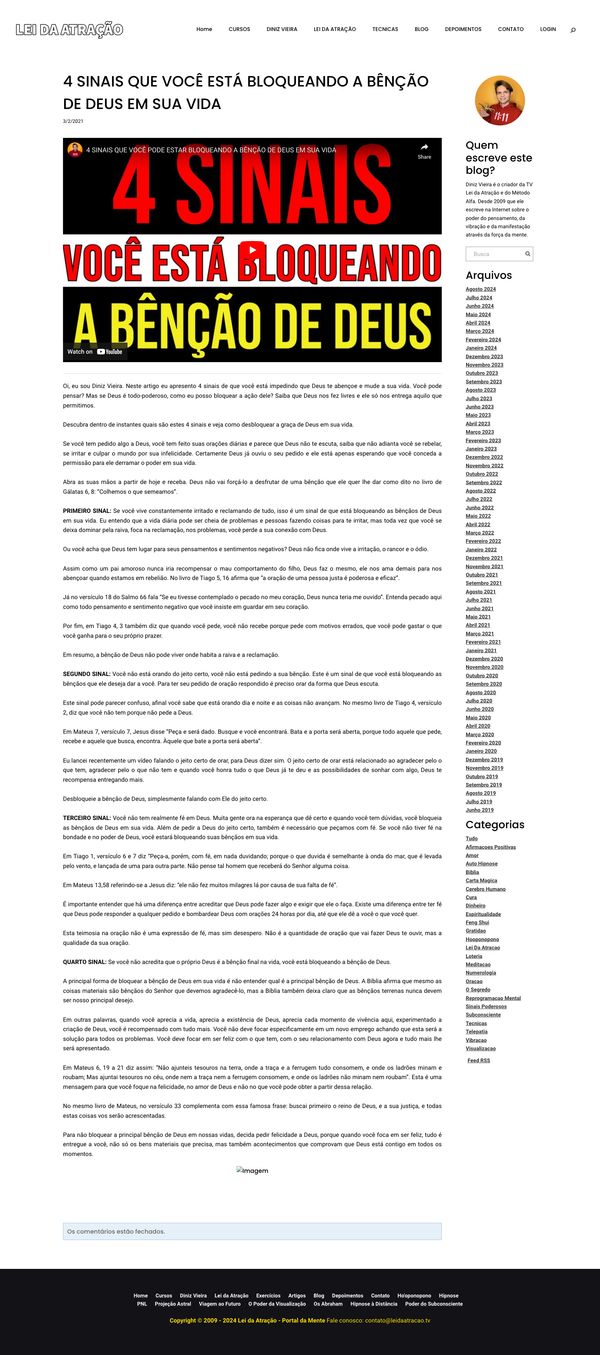 LEI DA ATRAÇÃO
Home CURSOS DINIZ VIEIRA LEI DA ATRAÇÃO TECNICAS BLOG DEPOIMENTOS CONTATO LOGIN
4 SINAIS QUE VOCÊ ESTÁ BLOQUEANDO A BÊNÇÃO
DE DEUS EM SUA VIDA
3/2/2021
4 SINAIS QUE VOCÊ PODE ESTAR BLOQUEANDO A BÊNÇÃO DE DEUS EM SUA VIDA
Share
4 SINAIS
VOCÊ ESTÁ BLOQUEANDO
A BÊNÇÃO DE DEUS
Watch on YouTube
Oi, eu sou Diniz Vieira. Neste artigo eu apresento 4 sinais de que você está impedindo que Deus te abençoe e mude a sua vida. Você pode
pensar? Mas se Deus é todo-poderoso, como eu posso bloquear a ação dele? Saiba que Deus nos fez livres e ele só nos entrega aquilo que
permitimos.
Descubra dentro de instantes quais são estes 4 sinais e veja como desbloquear a graça de Deus em sua vida.
Se você tem pedido algo a Deus, você tem feito suas orações diárias e parece que Deus não te escuta, saiba que não adianta você se rebelar,
se irritar e culpar o mundo por sua infelicidade. Certamente Deus já ouviu o seu pedido e ele está apenas esperando que você conceda a
permissão para ele derramar o poder em sua vida.
Abra as suas mãos a partir de hoje e receba. Deus não vai forçá-lo a desfrutar de uma bênção que ele quer lhe dar como dito no livro de
Gálatas 6, 8: “Colhemos o que semeamos”.
PRIMEIRO SINAL: Se você vive constantemente irritado e reclamando de tudo, isso é um sinal de que está bloqueando as bênçãos de Deus
em sua vida. Eu entendo que a vida diária pode ser cheia de problemas e pessoas fazendo coisas para te irritar, mas toda vez que você se
deixa dominar pela raiva, foca na reclamação, nos problemas, você perde a sua conexão com Deus.
Ou você acha que Deus tem lugar para seus pensamentos e sentimentos negativos? Deus não fica onde vive a irritação, o rancor e o ódio.
Assim como um pai amoroso nunca iria recompensar o mau comportamento do filho, Deus faz o mesmo, ele nos ama demais para nos
abençoar quando estamos em rebelião. No livro de Tiago 5, 16 afirma que “a oração de uma pessoa justa é poderosa e eficaz”.
Já no versículo 18 do Salmo 66 fala “Se eu tivesse contemplado o pecado no meu coração, Deus nunca teria me ouvido”. Entenda pecado aqui
como todo pensamento e sentimento negativo que você insiste em guardar em seu coração.
Por fim, em Tiago 4, 3 também diz que quando você pede, você não recebe porque pede com motivos errados, que você pode gastar o que
você ganha para o seu próprio prazer.
Em resumo, a bênção de Deus não pode viver onde habita a raiva e a reclamação.
SEGUNDO SINAL: Você não está orando do jeito certo, você não está pedindo a sua bênção. Este é um sinal de que você está bloqueando as
bênçãos que ele deseja dar a você. Para ter seu pedido de oração respondido é preciso orar da forma que Deus escuta.
Este sinal pode parecer confuso, afinal você sabe que está orando dia e noite e as coisas não avançam. No mesmo livro de Tiago 4, versículo
2, diz que você não tem porque não pede a Deus.
Em Mateus 7, versículo 7, Jesus disse “Peça e será dado. Busque e você encontrará. Bata e a porta será aberta, porque todo aquele que pede,
recebe e aquele que busca, encontra. Àquele que bate a porta será aberta”.
Eu lancei recentemente um vídeo falando o jeito certo de orar, para Deus dizer sim. O jeito certo de orar está relacionado ao agradecer pelo o
que tem, agradecer pelo o que não tem e quando você honra tudo o que Deus já te deu e as possibilidades de sonhar com algo, Deus te
recompensa entregando mais.
Desbloqueie a bênção de Deus, simplesmente falando com Ele do jeito certo.
TERCEIRO SINAL: Você não tem realmente fé em Deus. Muita gente ora na esperança que dê certo e quando você tem dúvidas, você bloqueia
as bênçãos de Deus em sua vida. Além de pedir a Deus do jeito certo, também é necessário que peçamos com fé. Se você não tiver fé na
bondade e no poder de Deus, você estará bloqueando suas bênçãos em sua vida.
Em Tiago 1, versículo 6 e 7 diz “Peça-a, porém, com fé, em nada duvidando; porque o que duvida é semelhante à onda do mar, que é levada
pelo vento, e lançada de uma para outra parte. Não pense tal homem que receberá do Senhor alguma coisa.
Em Mateus 13,58 referindo-se a Jesus diz: “ele não fez muitos milagres lá por causa de sua falta de fé”.
É importante entender que há uma diferença entre acreditar que Deus pode fazer algo e exigir que ele o faça. Existe uma diferença entre ter fé
que Deus pode responder a qualquer pedido e bombardear Deus com orações 24 horas por dia, até que ele dê a você o que você quer.
Esta teimosia na oração não é uma expressão de fé, mas sim desespero. Não é a quantidade de oração que vai fazer Deus te ouvir, mas a
qualidade da sua oração.
QUARTO SINAL: Se você não acredita que o próprio Deus é a bênção final na vida, você está bloqueando a bênção de Deus.
A principal forma de bloquear a bênção de Deus em sua vida é não entender qual é a principal bênção de Deus. A Bíblia afirma que mesmo as
coisas materiais são bênçãos do Senhor que devemos agradecê-lo, mas a Bíblia também deixa claro que as bênçãos terrenas nunca devem
ser nosso principal desejo.
Em outras palavras, quando você aprecia a vida, aprecia a existência de Deus, aprecia cada momento de vivência aqui, experimentado a
criação de Deus, você é recompensado com tudo mais. Você não deve focar especificamente em um novo emprego achando que esta será a
solução para todos os problemas. Você deve focar em ser feliz com o que tem, com o seu relacionamento com Deus agora e tudo mais lhe
será apresentado.
Em Mateus 6, 19 a 21 diz assim: “Não ajunteis tesouros na terra, onde a traça e a ferrugem tudo consomem, e onde os ladrões minam e
roubam; Mas ajuntai tesouros no céu, onde nem a traça nem a ferrugem consomem, e onde os ladrões não minam nem roubam”. Esta é uma
mensagem para que você foque na felicidade, no amor de Deus e não no que você pode obter a partir dessa relação.
No mesmo livro de Mateus, no versículo 33 complementa com essa famosa frase: buscai primeiro o reino de Deus, e a sua justiça, e todas
estas coisas vos serão acrescentadas.
Para não bloquear a principal bênção de Deus em nossas vidas, decida pedir felicidade a Deus, porque quando você foca em ser feliz, tudo é
entregue a você, não só os bens materiais que precisa, mas também acontecimentos que comprovam que Deus está contigo em todos os
momentos.
Imagem
Os comentários estão fechados.
11:11
Quem
escreve este
blog?
Diniz Vieira é o criador da TV
Lei da Atração e do Método
Alfa. Desde 2009 que ele
escreve na Internet sobre o
poder do pensamento, da
vibração e da manifestação
através da força da mente.
Busca
Arquivos
Agosto 2024
Julho 2024
Junho 2024
Maio 2024
Abril 2024
Março 2024
Fevereiro 2024
Janeiro 2024
Dezembro 2023
Novembro 2023
Outubro 2023
Setembro 2023
Agosto 2023
Julho 2023
Junho 2023
Maio 2023
Abril 2023
Março 2023
Fevereiro 2023
Janeiro 2023
Dezembro 2022
Novembro 2022
Outubro 2022
Setembro 2022
Agosto 2022
Julho 2022
Junho 2022
Maio 2022
Abril 2022
Março 2022
Fevereiro 2022
Janeiro 2022
Dezembro 2021
Novembro 2021
Outubro 2021
Setembro 2021
Agosto 2021
Julho 2021
Junho 2021
Maio 2021
Abril 2021
Março 2021
Fevereiro 2021
Janeiro 2021
Dezembro 2020
Novembro 2020
Outubro 2020
Setembro 2020
Agosto 2020
Julho 2020
Junho 2020
Maio 2020
Abril 2020
Março 2020
Fevereiro 2020
Janeiro 2020
Dezembro 2019
Novembro 2019
Outubro 2019
Setembro 2019
Agosto 2019
Julho 2019
Junho 2019
Categorias
Tudo
Afirmacoes Positivas
Amor
Auto Hipnose
Biblia
Carta Magica
Cerebro Humano
Cura
Dinheiro
Espiritualidade
Feng Shui
Gratidao
Hooponopono
Lei Da Atracao
Loteria
Meditacao
Numerologia
Oracao
O Segredo
Reprogramacao Mental
Sinais Poderosos
Subconsciente
Tecnicas
Telepatia
Vibracao
Visualizacao
Feed RSS
Home Cursos Diniz Vieira Lei da Atração Exercícios Artigos Blog Depoimentos Contato Ho'oponopono Hipnose
PNL Projeção Astral Viagem ao Futuro O Poder da Visualização Os Abraham Hipnose à Distância Poder do Subconsciente
Copyright © 2009 - 2024 Lei da Atração - Portal da Mente Fale conosco: contato@leidaatracao.tv